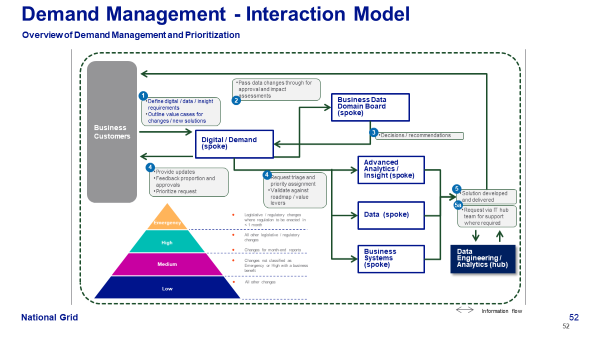 Demand Management - Interaction Model
Overview of Demand Management and Prioritization
Business
Customers
1
•Define digital / data / insight
requirements
•Outline value cases for
changes / new solutions
•Pass data changes through for
approval and impact
assessments
2
Business Data
Domain Board
(spoke)
3
•Decisions / recommendations
Digital / Demand
(spoke)
4
•Provide updates
•Feedback proportion and
approvals
•Prioritize request
4
•Request triage and
priority assignment
•Validate against
roadmap / value
levers
Advanced
Analytics /
Insight (spoke)
Data (spoke)
Business
Systems
(spoke)
5
•Solution developed
and delivered
5a
•Request via IT hub
team for support
where required
Data
Engineering /
Analytics (hub)
Emergency
High
Medium
Low
• Legislative / regulatory changes
where regulation to be enacted in
< 1 month
• All other legislative / regulatory
changes
• Changes for month end reports
• Changes not classified as
Emergency or High with a business
benefit
• All other changes
Information flow
National Grid
52
52